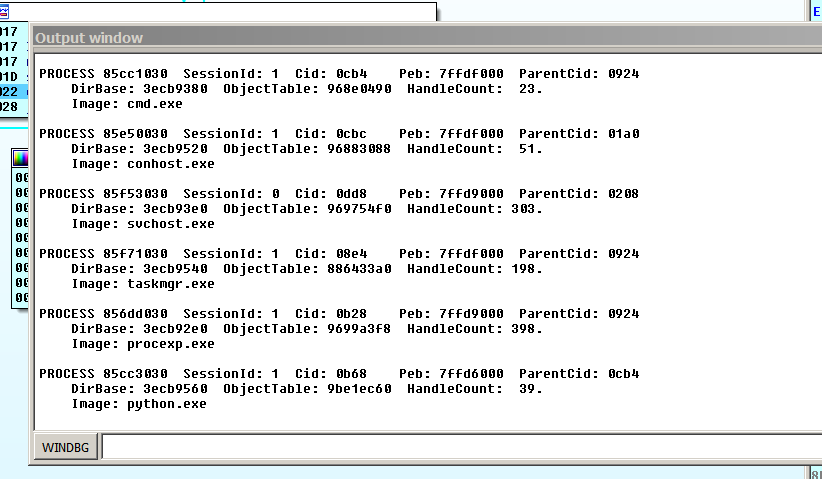 Output window
PROCESS 85cc1030  SessionId: 1  Cid: 0cb4    Peb: 7ffdf000  ParentCid: 0924
    DirBase: 3ecb9380  ObjectTable: 968e0490  HandleCount:  23.
    Image: cmd.exe
PROCESS 85e50030  SessionId: 1  Cid: 0cbc    Peb: 7ffdf000  ParentCid: 01a0
    DirBase: 3ecb9520  ObjectTable: 96883088  HandleCount:  51.
    Image: conhost.exe
PROCESS 85f53030  SessionId: 0  Cid: 0dd8    Peb: 7ffd9000  ParentCid: 0208
    DirBase: 3ecb93e0  ObjectTable: 969754f0  HandleCount: 303.
    Image: svchost.exe
PROCESS 85f71030  SessionId: 1  Cid: 08e4    Peb: 7ffdf000  ParentCid: 0924
    DirBase: 3ecb9540  ObjectTable: 886433a0  HandleCount: 198.
    Image: taskmgr.exe
PROCESS 856dd030  SessionId: 1  Cid: 0b28    Peb: 7ffd9000  ParentCid: 0924
    DirBase: 3ecb92e0  ObjectTable: 9699a3f8  HandleCount: 398.
    Image: procexp.exe
PROCESS 85cc3030  SessionId: 1  Cid: 0b68    Peb: 7ffd6000  ParentCid: 0cb4
    DirBase: 3ecb9560  ObjectTable: 9be1ec60  HandleCount:  39.
    Image: python.exe
WINDBG